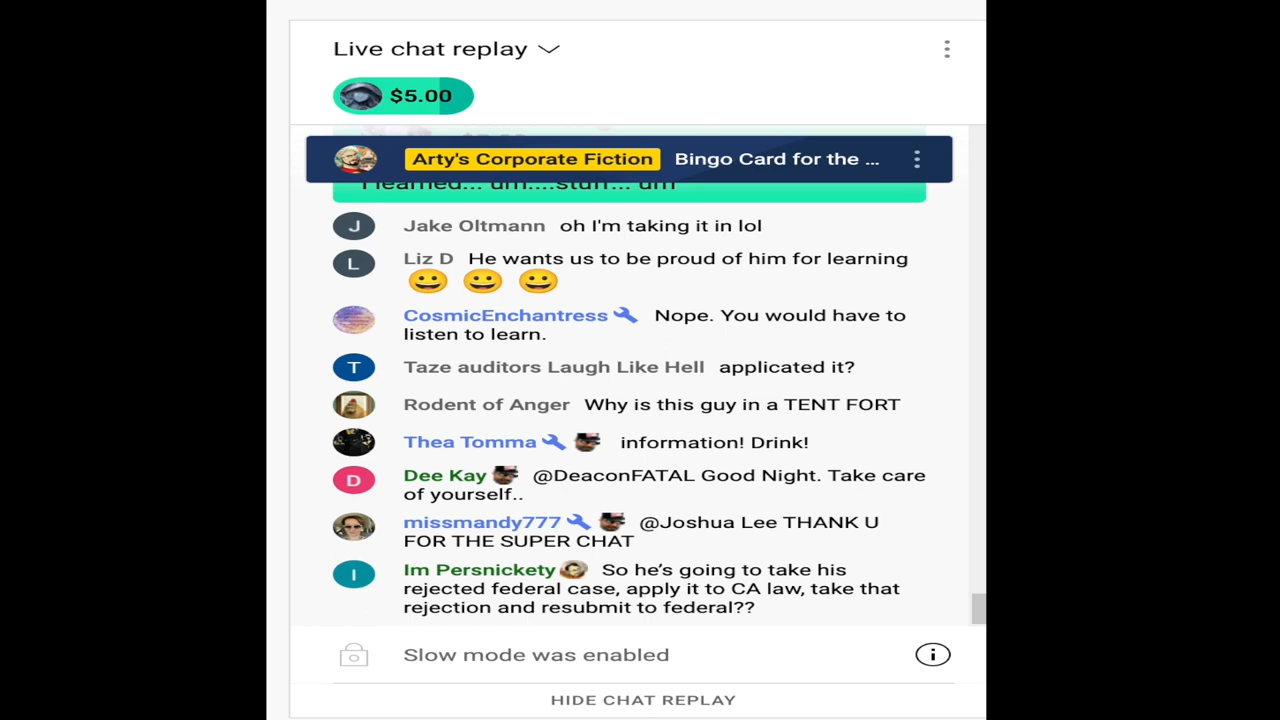 Live chat replay
$5.00
Arty's Corporate Fiction Bingo Card for the ...
I learned... um....stuff... um
J Jake Oltmann oh I'm taking it in lol
L Liz D He wants us to be proud of him for learning
CosmicEnchantress Nope. You would have to
listen to learn.
T Taze auditors Laugh Like Hell applicated it?
Rodent of Anger Why is this guy in a TENT FORT
Thea Tomma information! Drink!
D Dee Kay @DeaconFATAL Good Night. Take care
of yourself..
missmandy777 @Joshua Lee THANK U
FOR THE SUPER CHAT
I Im Persnickety So he’s going to take his
rejected federal case, apply it to CA law, take that
rejection and resubmit to federal??
Slow mode was enabled
HIDE CHAT REPLAY